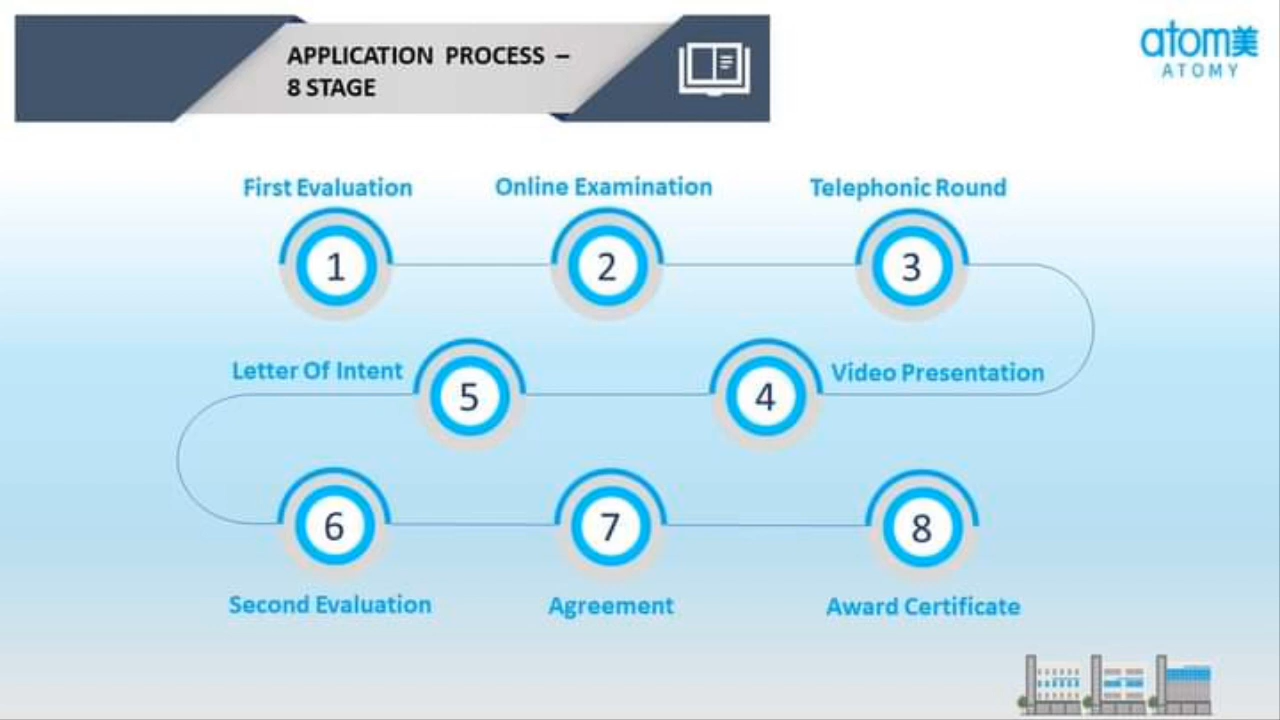 APPLICATION PROCESS –
8 STAGE
atom美
ATOMY
First Evaluation
Online Examination
Telephonic Round
1
2
3
Letter Of Intent
5
4
Video Presentation
6
7
8
Second Evaluation
Agreement
Award Certificate